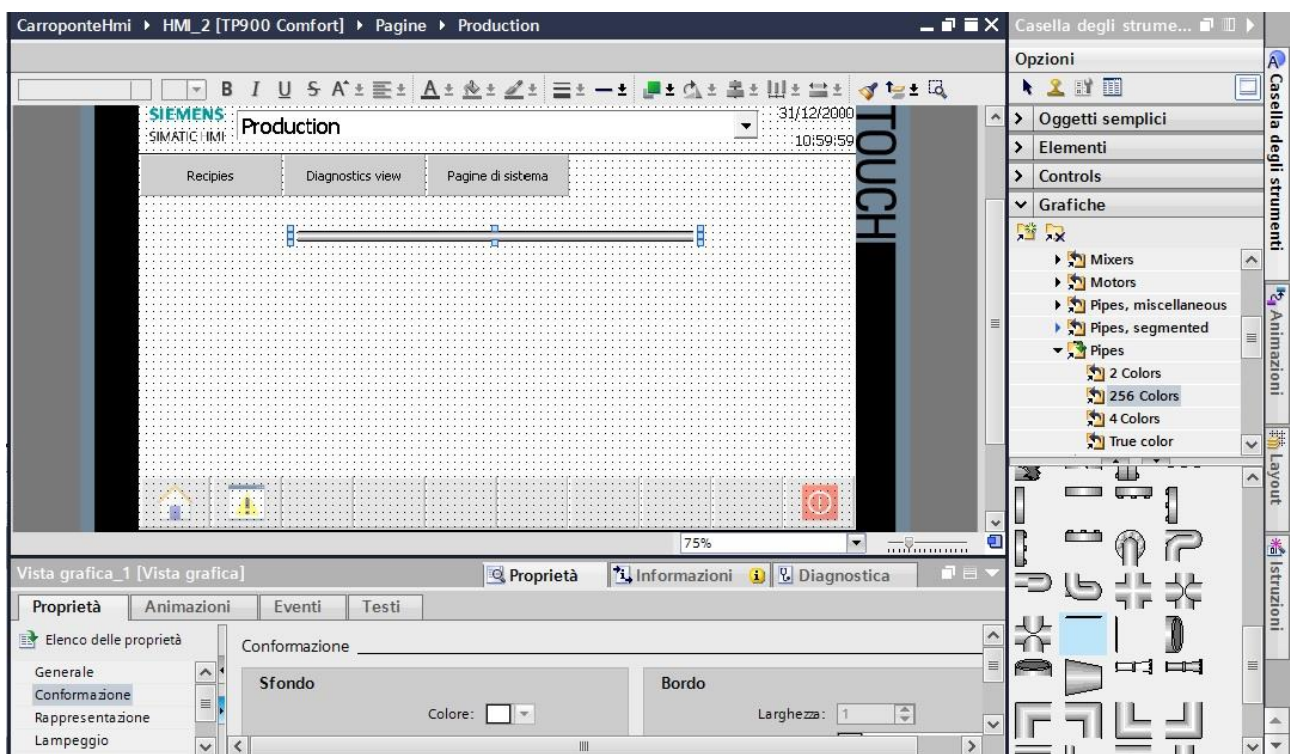 CarroponteHmi ▸ HMI_2 [TP900 Comfort] ▸ Pagine ▸ Production
Casella degli strume...
Opzioni
B I U S A
SIEMENS
SIMATIC HMI
Production
31/12/2000
10:59:59
TOUCH
Recipies
Diagnostics view
Pagine di sistema
Oggetti semplici
Elementi
Controls
Grafiche
Mixers
Motors
Pipes, miscellaneous
Pipes, segmented
Pipes
2 Colors
256 Colors
4 Colors
True color
Casella degli strumenti
Animazioni
Layout
Istruzioni
75%
Vista grafica_1 [Vista grafica]
Proprietà
Informazioni
Diagnostica
Proprietà
Animazioni
Eventi
Testi
Elenco delle proprietà
Generale
Conformazione
Rappresentazione
Lampeggio
Conformazione
Sfondo
Colore:
Bordo
Larghezza: 1